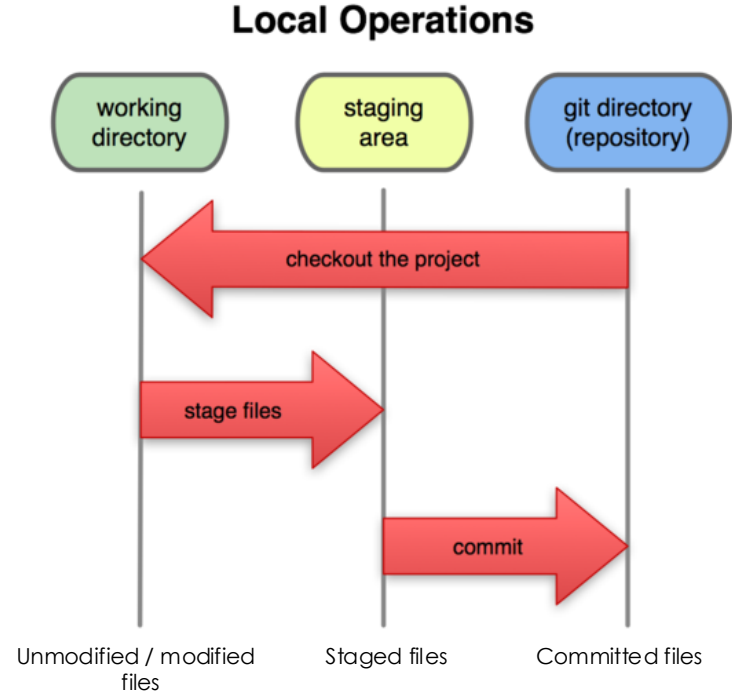 Local Operations
working
directory
staging
area
git directory
(repository)
checkout the project
stage files
commit
Unmodified / modified
files
Staged files
Committed files